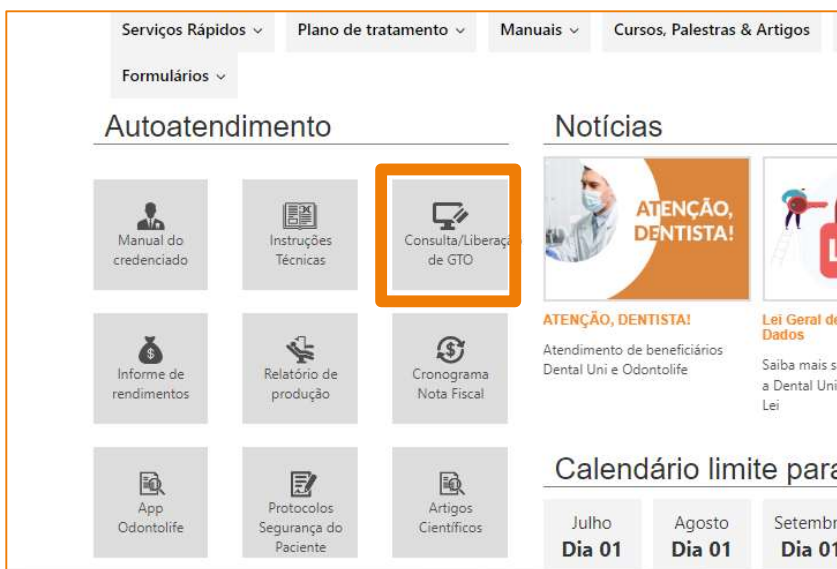 Serviços Rápidos
Plano de tratamento
Manuais
Cursos, Palestras & Artigos
Formulários
Autoatendimento
Manual do
credenciado
Instruções
Técnicas
Consulta/Liberação
de GTO
Informe de
rendimentos
Relatório de
produção
Cronograma
Nota Fiscal
App
Odontolife
Protocolos
Segurança do
Paciente
Artigos
Científicos
Notícias
ATENÇÃO,
DENTISTA!
ATENÇÃO, DENTISTA!
Atendimento de beneficiários
Dental Uni e Odontolife
L
Lei Geral de
Dados
Saiba mais s
a Dental Uni
Lei
Calendário limite para
Julho
Dia 01
Agosto
Dia 01
Setembr
Dia 01